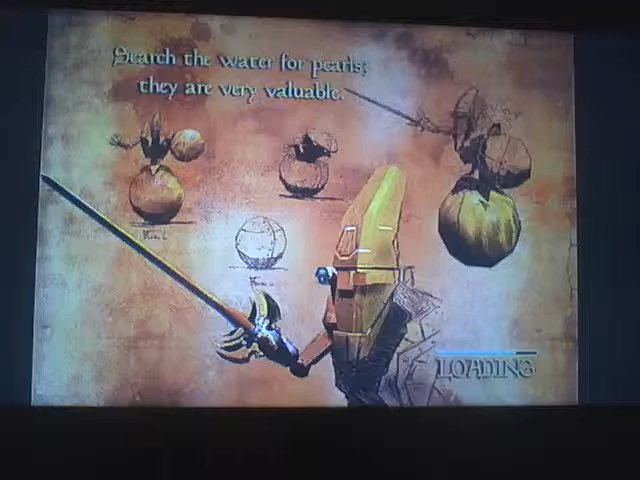 Search the water for pearls;
they are very valuable.
LOADING